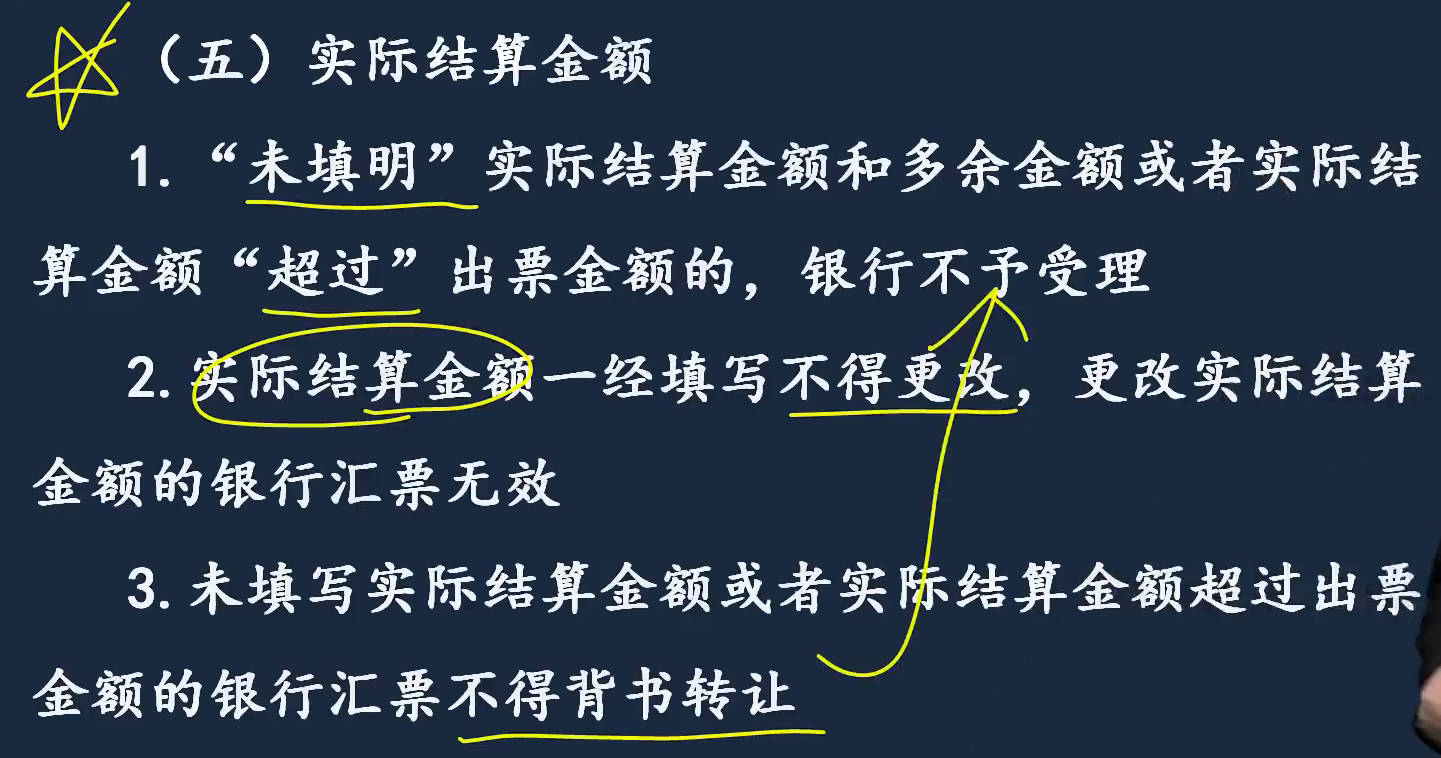 （五）实际结算金额
1.“未填明”实际结算金额和多余金额或者实际结
算金额“超过”出票金额的，银行不予受理
2.实际结算金额一经填写不得更改，更改实际结算
金额的银行汇票无效
3.未填写实际结算金额或者实际结算金额超过出票
金额的银行汇票不得背书转让